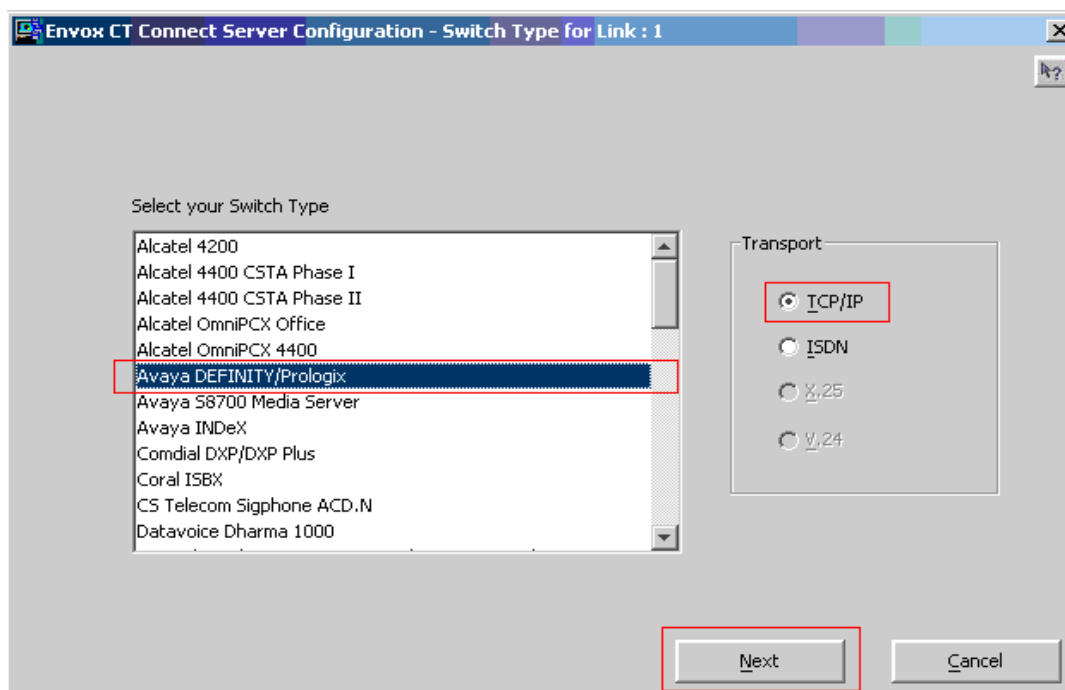 Envox CT Connect Server Configuration - Switch Type for Link : 1
Select your Switch Type
Alcatel 4200
Alcatel 4400 CSTA Phase I
Alcatel 4400 CSTA Phase II
Alcatel OmniPCX Office
Alcatel OmniPCX 4400
Avaya DEFINITY/Prologix
Avaya S8700 Media Server
Avaya INDeX
Comdial DXP/DXP Plus
Coral ISBX
CS Telecom Sigphone ACD.N
Datavoice Dharma 1000
Transport
TCP/IP
ISDN
X.25
V.24
Next
Cancel